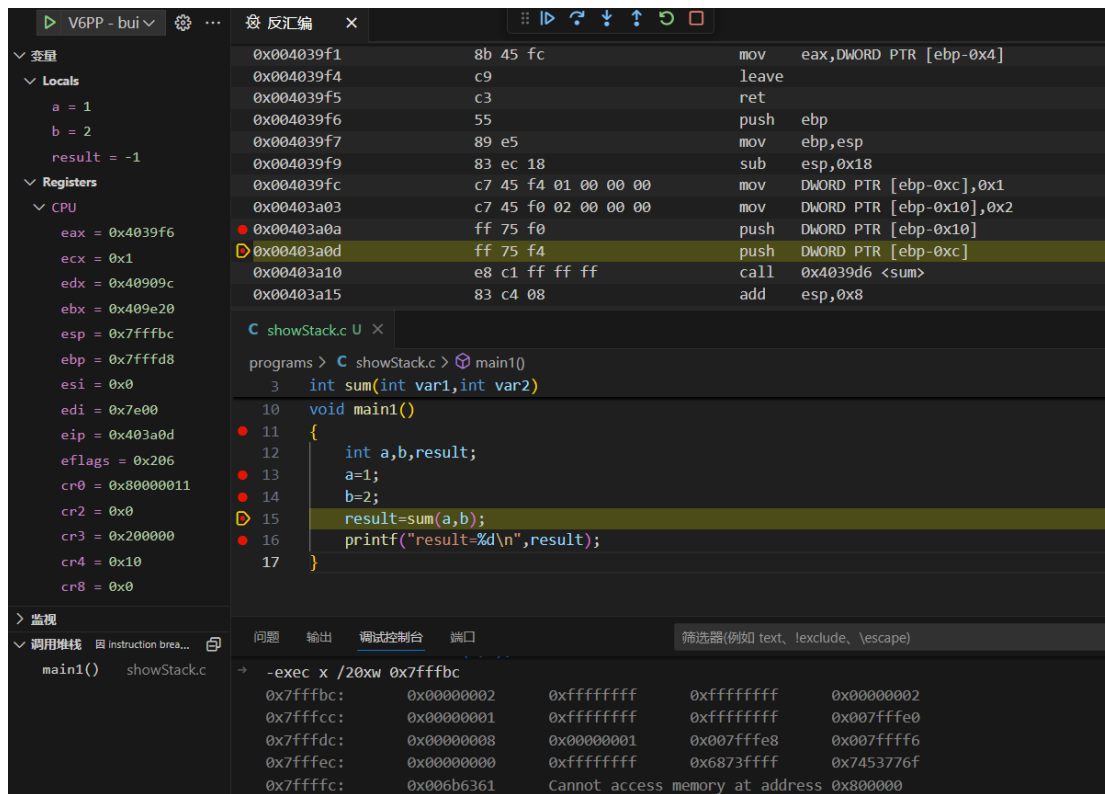 V6PP - bui
反汇编
变量
Locals
a = 1
b = 2
result = -1
Registers
CPU
eax = 0x4039f6
ecx = 0x1
edx = 0x40909c
ebx = 0x409e20
esp = 0x7fffbc
ebp = 0x7fffd8
esi = 0x0
edi = 0x7e00
eip = 0x403a0d
eflags = 0x206
cr0 = 0x80000011
cr2 = 0x0
cr3 = 0x200000
cr4 = 0x10
cr8 = 0x0
监视
调用堆栈 因 instruction brea...
main1() showStack.c
0x004039f1 8b 45 fc mov eax,DWORD PTR [ebp-0x4]
0x004039f4 c9 leave
0x004039f5 c3 ret
0x004039f6 55 push ebp
0x004039f7 89 e5 mov ebp,esp
0x004039f9 83 ec 18 sub esp,0x18
0x004039fc c7 45 f4 01 00 00 00 mov DWORD PTR [ebp-0xc],0x1
0x00403a03 c7 45 f0 02 00 00 00 mov DWORD PTR [ebp-0x10],0x2
0x00403a0a ff 75 f0 push DWORD PTR [ebp-0x10]
0x00403a0d ff 75 f4 push DWORD PTR [ebp-0xc]
0x00403a10 e8 c1 ff ff ff call 0x4039d6 <sum>
0x00403a15 83 c4 08 add esp,0x8
C showStack.c U
programs > C showStack.c > main1()
3 int sum(int var1,int var2)
10 void main1()
11 {
12 int a,b,result;
13 a=1;
14 b=2;
15 result=sum(a,b);
16 printf("result=%d\n",result);
17 }
问题 输出 调试控制台 端口
筛选器(例如 text、!exclude、\escape)
-exec x /20xw 0x7fffbc
0x7fffbc: 0x00000002 0xffffffff 0xffffffff 0x00000002
0x7fffcc: 0x00000001 0xffffffff 0xffffffff 0x007fffe0
0x7fffdc: 0x00000008 0x00000001 0x007fffe8 0x007ffff6
0x7fffec: 0x00000000 0xffffffff 0x6873ffff 0x7453776f
0x7ffffc: 0x006b6361 Cannot access memory at address 0x800000